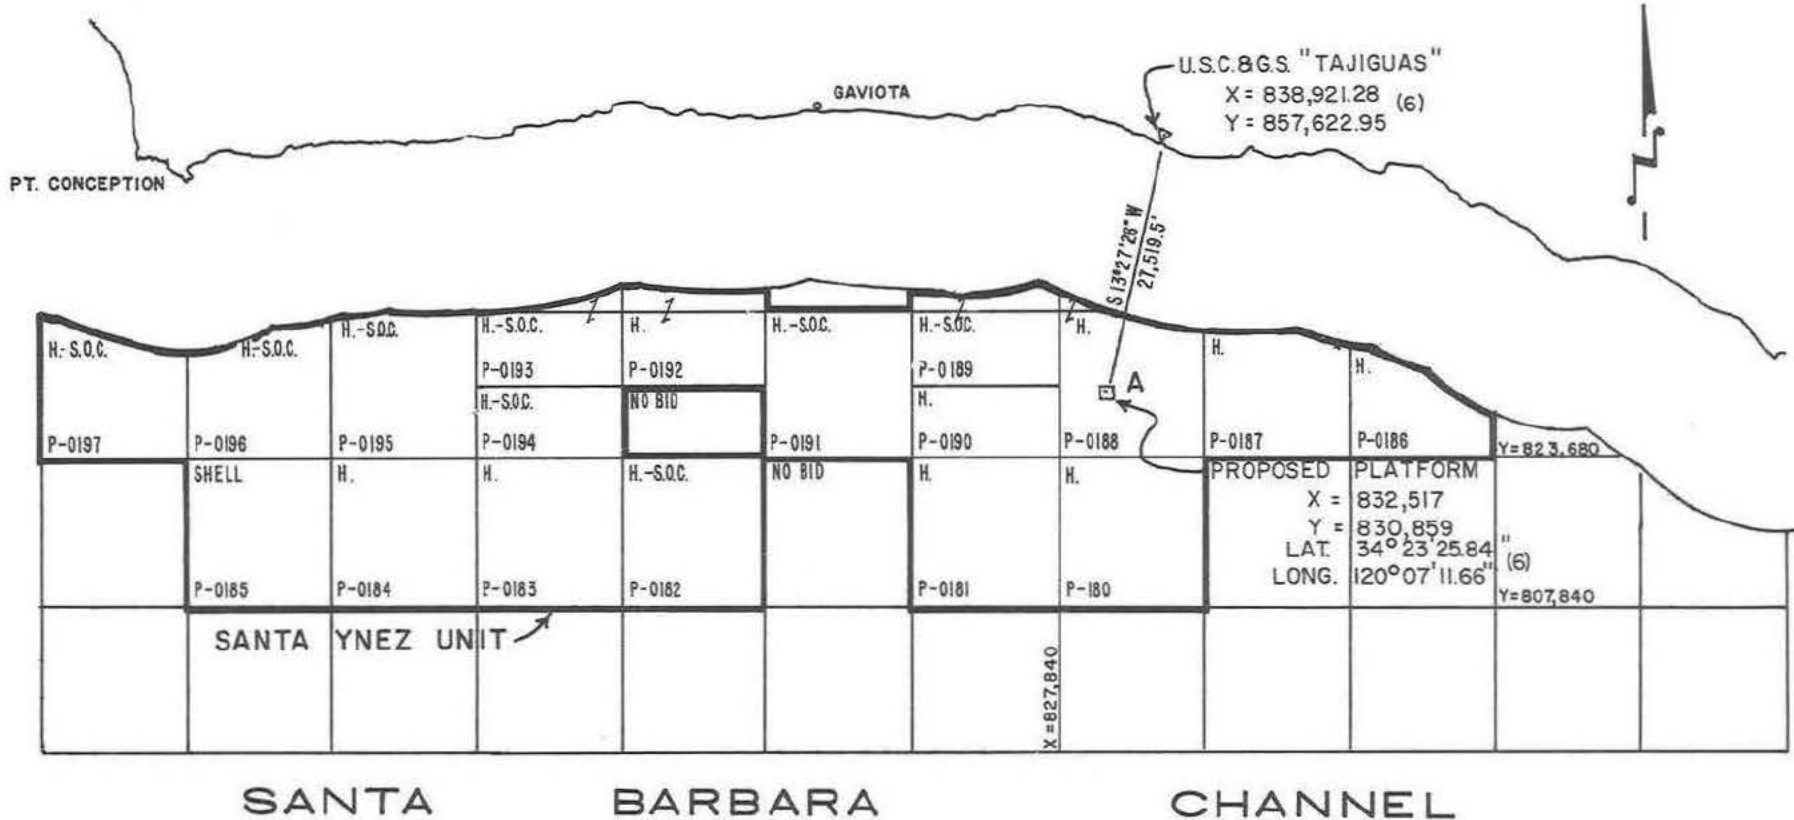 U.S.C.&G.S. "TAJIGUAS"
X = 838,921.28 (6)
Y = 857,622.95
GAVIOTA
PT. CONCEPTION
S 13°27'28" W
27,519.5'
H.-S.O.C.
H.-S.O.C.
H.-S.O.C.
H.-S.O.C.
H.
H.-S.O.C.
H.-S.O.C.
H.
H.
H.
P-0193
P-0192
P-0189
A
H.-S.O.C.
NO BID
H.
P-0197
P-0196
P-0195
P-0194
P-0191
P-0190
P-0188
P-0187
P-0186
Y=823,680
SHELL
H.
H.
H.-S.O.C.
NO BID
H.
H.
PROPOSED PLATFORM
X = 832,517
Y = 830,859
LAT. 34° 23' 25.84"
LONG. 120° 07' 11.66" (6)
P-0185
P-0184
P-0183
P-0182
P-0181
P-180
Y=807,840
SANTA YNEZ UNIT
X=827,840
SANTA BARBARA CHANNEL